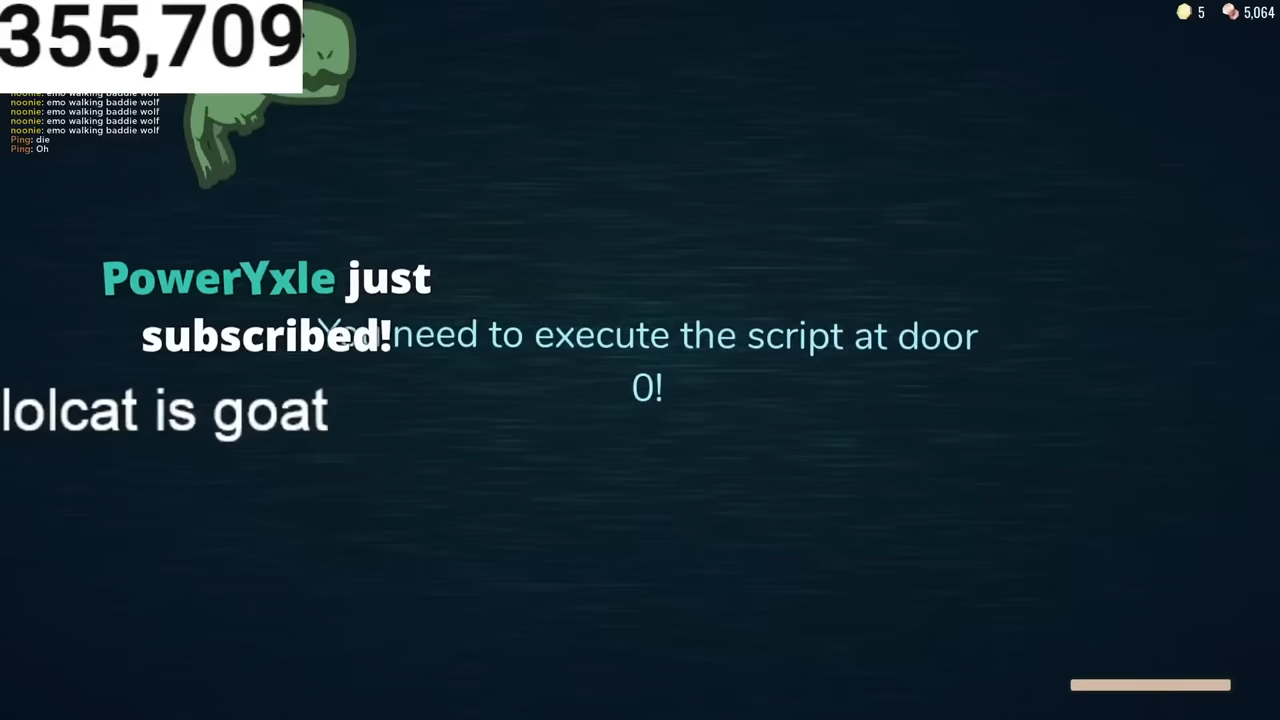 355,709
5
5,064
noonie: emo walking baddie wolf
noonie: emo walking baddie wolf
noonie: emo walking baddie wolf
noonie: emo walking baddie wolf
noonie: emo walking baddie wolf
Ping: die
Ping: Oh
PowerYxle just
subscribed!
You need to execute the script at door
0!
lolcat is goat